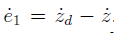 ė₁ = ż_d − ż.